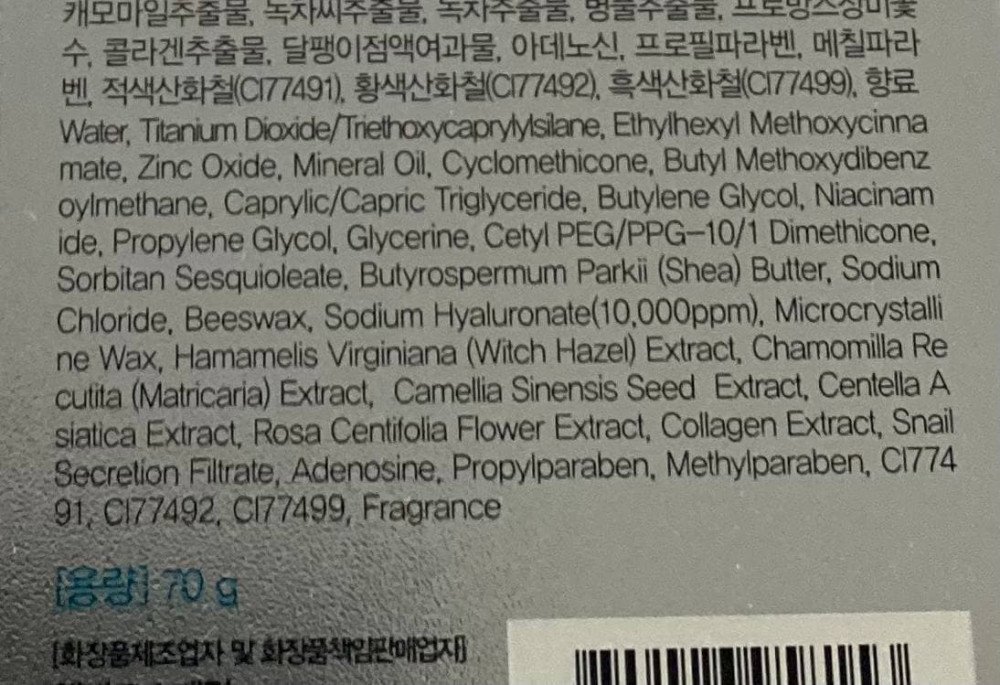 캐모마일추출물, 녹차씨추출물, 녹차추출물, 병풀추출물, 프로방스장미꽃
수, 콜라겐추출물, 달팽이점액여과물, 아데노신, 프로필파라벤, 메칠파라
벤, 적색산화철(CI77491), 황색산화철(CI77492), 흑색산화철(CI77499), 향료
Water, Titanium Dioxide/Triethoxycaprylylsilane, Ethylhexyl Methoxycinna
mate, Zinc Oxide, Mineral Oil, Cyclomethicone, Butyl Methoxydibenz
oylmethane, Caprylic/Capric Triglyceride, Butylene Glycol, Niacinam
ide, Propylene Glycol, Glycerine, Cetyl PEG/PPG-10/1 Dimethicone,
Sorbitan Sesquioleate, Butyrospermum Parkii (Shea) Butter, Sodium
Chloride, Beeswax, Sodium Hyaluronate(10,000ppm), Microcrystalli
ne Wax, Hamamelis Virginiana (Witch Hazel) Extract, Chamomilla Re
cutita (Matricaria) Extract, Camellia Sinensis Seed Extract, Centella A
siatica Extract, Rosa Centifolia Flower Extract, Collagen Extract, Snail
Secretion Filtrate, Adenosine, Propylparaben, Methylparaben, CI774
91, CI77492, CI77499, Fragrance
[용량] 70 g
[화장품제조업자 및 화장품책임판매업자]